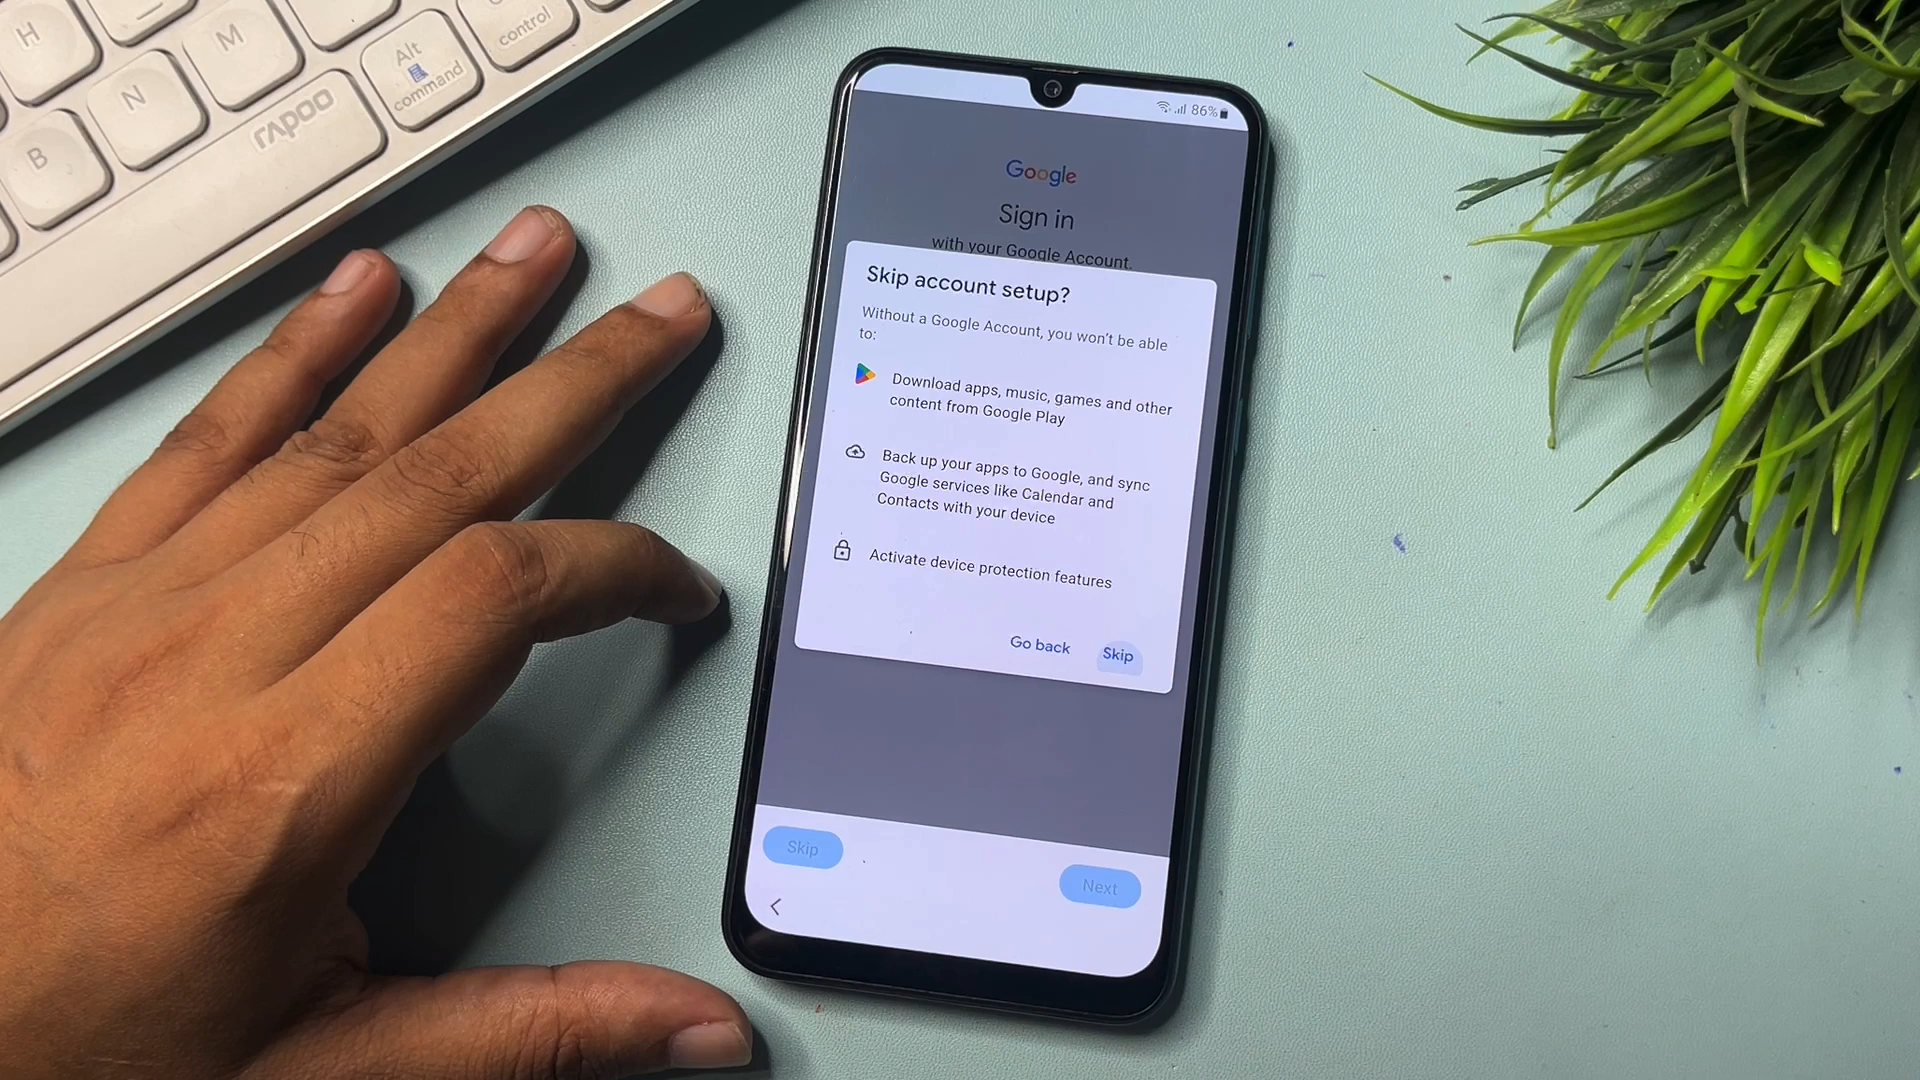 H
M
Alt
command
control
N
B
rapoo
86%
Google
Sign in
with your Google Account.
Skip account setup?
Without a Google Account, you won't be able
to:
Download apps, music, games and other
content from Google Play
Back up your apps to Google, and sync
Google services like Calendar and
Contacts with your device
Activate device protection features
Go back
Skip
Skip
Next